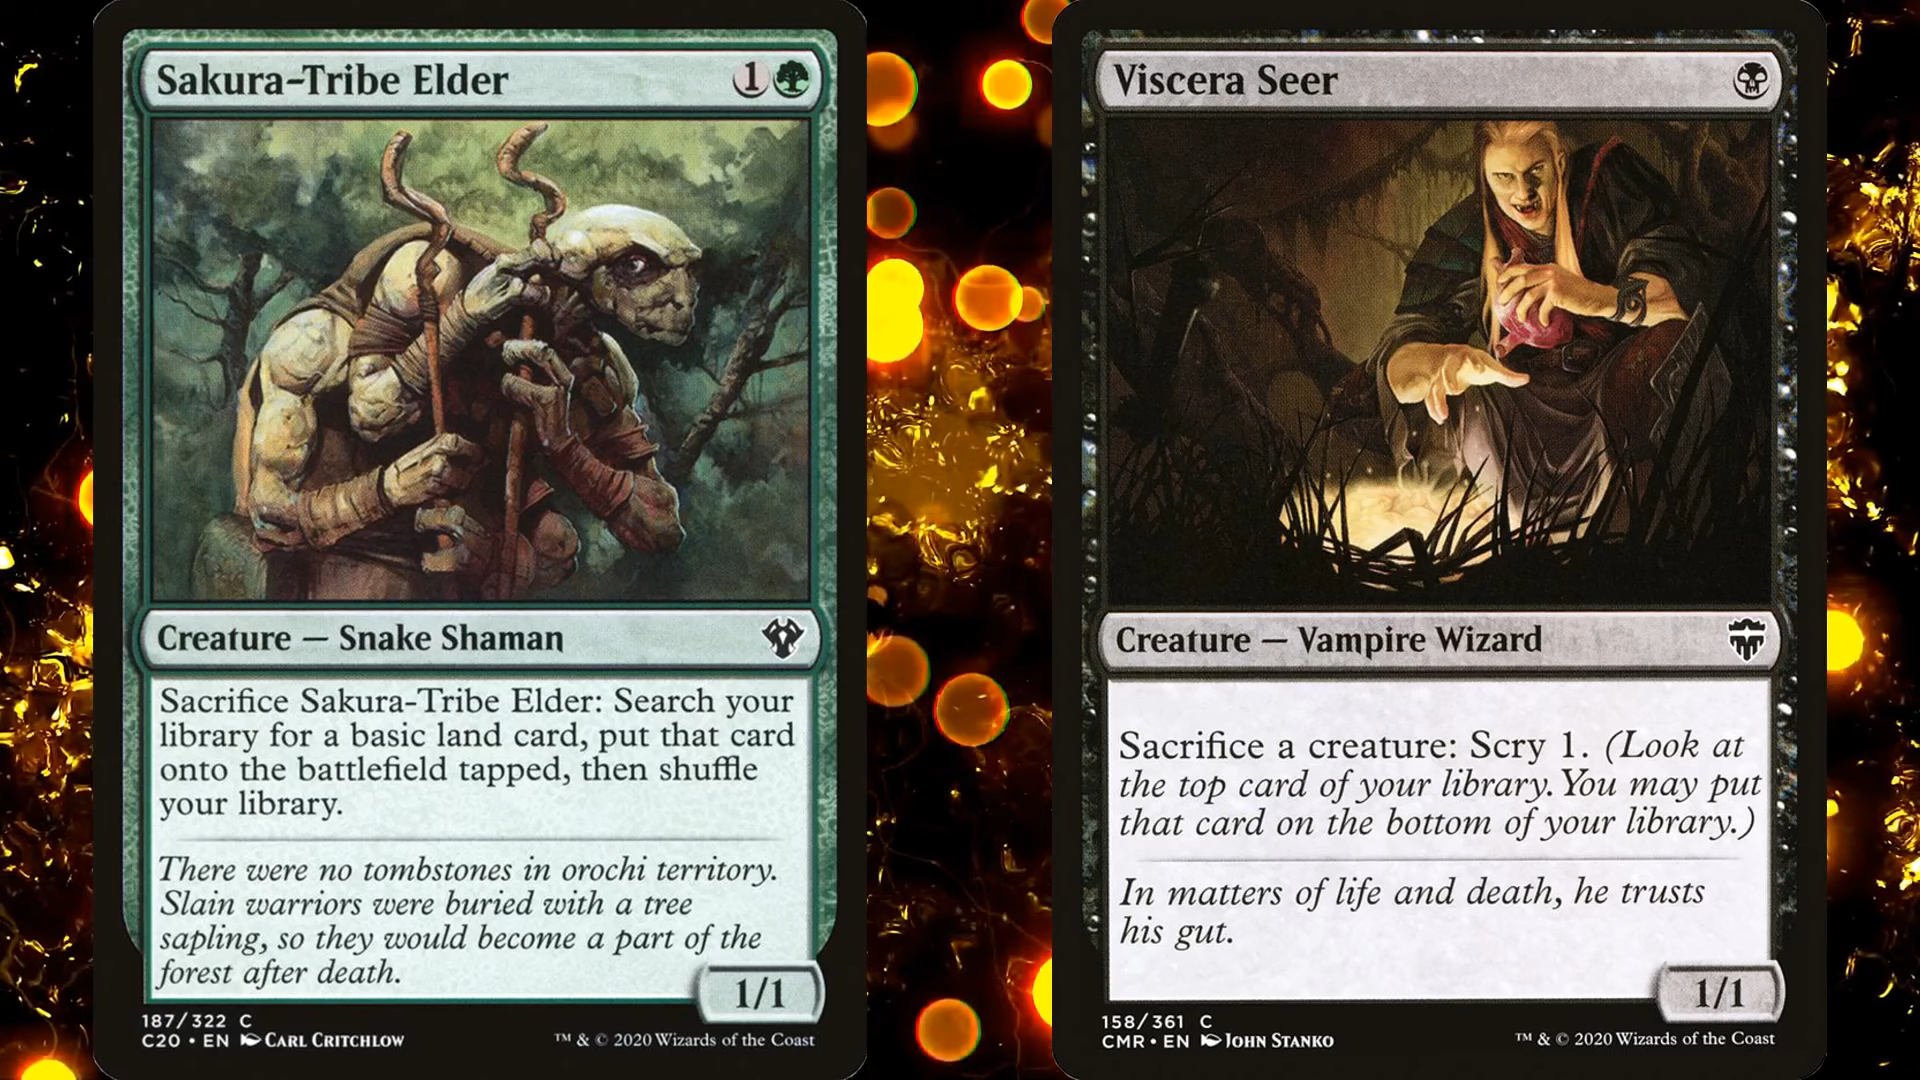 Sakura-Tribe Elder
1
Creature — Snake Shaman
Sacrifice Sakura-Tribe Elder: Search your
library for a basic land card, put that card
onto the battlefield tapped, then shuffle
your library.
There were no tombstones in orochi territory.
Slain warriors were buried with a tree
sapling, so they would become a part of the
forest after death.
1/1
187/322 C
C20 • EN CARL CRITCHLOW
™ & © 2020 Wizards of the Coast
Viscera Seer
Creature — Vampire Wizard
Sacrifice a creature: Scry 1. (Look at
the top card of your library. You may put
that card on the bottom of your library.)
In matters of life and death, he trusts
his gut.
1/1
158/361 C
CMR • EN JOHN STANKO
™ & © 2020 Wizards of the Coast